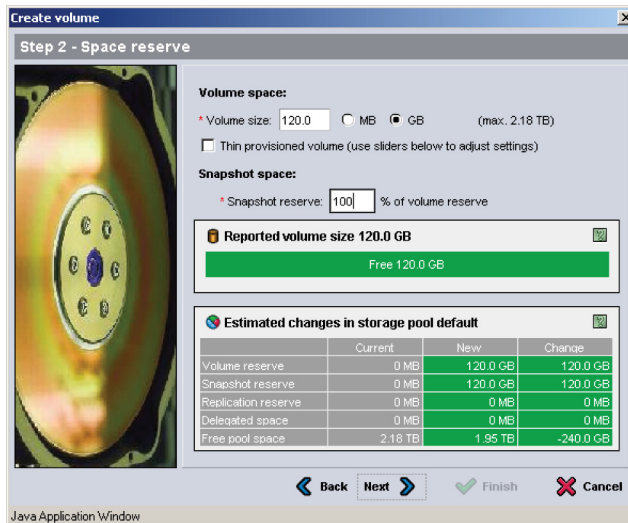 Create volume
Step 2 - Space reserve
Volume space:
* Volume size: 120.0 MB GB (max. 2.18 TB)
Thin provisioned volume (use sliders below to adjust settings)
Snapshot space:
* Snapshot reserve: 100 % of volume reserve
Reported volume size 120.0 GB
Free 120.0 GB
Estimated changes in storage pool default
Current New Change
Volume reserve 0 MB 120.0 GB 120.0 GB
Snapshot reserve 0 MB 120.0 GB 120.0 GB
Replication reserve 0 MB 0 MB 0 MB
Delegated space 0 MB 0 MB 0 MB
Free pool space 2.18 TB 1.95 TB -240.0 GB
Back Next Finish Cancel
Java Application Window